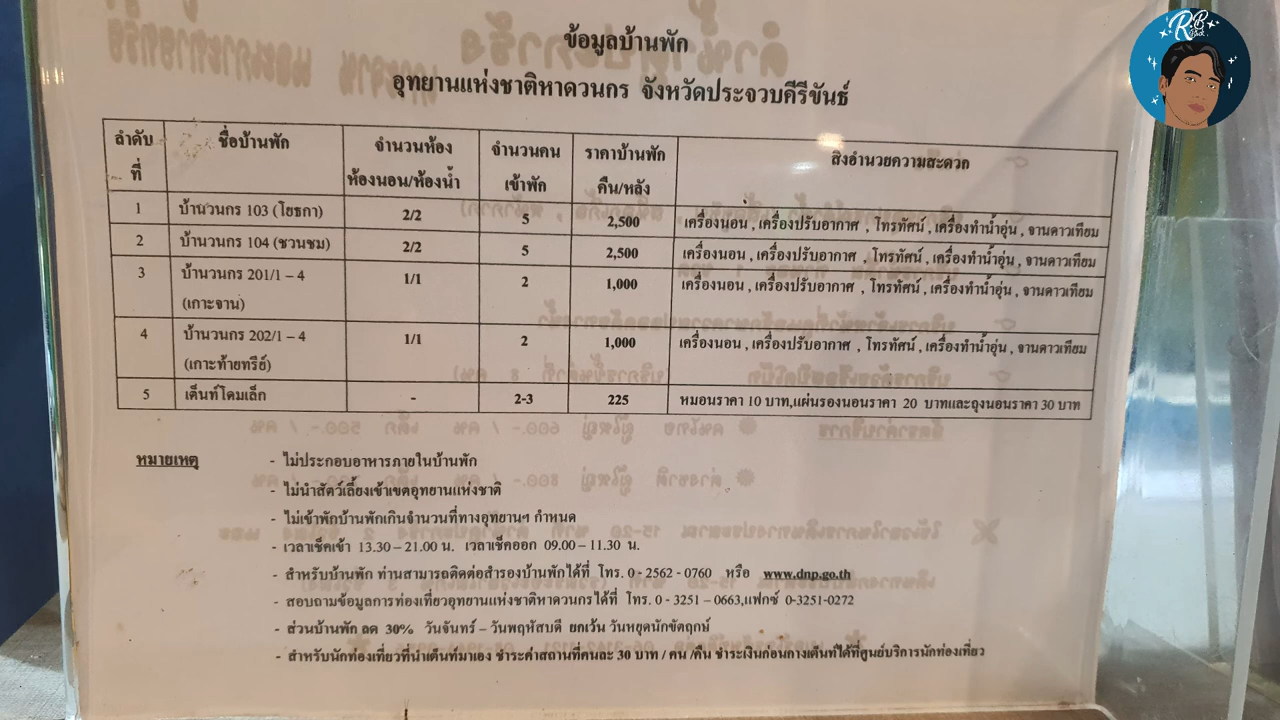 R.B
ข้อมูลบ้านพัก
อุทยานแห่งชาติหาดวนกร จังหวัดประจวบคีรีขันธ์
ลำดับที่ ชื่อบ้านพัก จำนวนห้อง ห้องนอน/ห้องน้ำ จำนวนคนเข้าพัก ราคาบ้านพัก คืน/หลัง สิ่งอำนวยความสะดวก
1 บ้านวนกร 103 (โยธกา) 2/2 5 2,500 เครื่องนอน , เครื่องปรับอากาศ , โทรทัศน์ , เครื่องทำน้ำอุ่น , จานดาวเทียม
2 บ้านวนกร 104 (ชวนชม) 2/2 5 2,500 เครื่องนอน , เครื่องปรับอากาศ , โทรทัศน์ , เครื่องทำน้ำอุ่น , จานดาวเทียม
3 บ้านวนกร 201/1 – 4 1/1 2 1,000 เครื่องนอน , เครื่องปรับอากาศ , โทรทัศน์ , เครื่องทำน้ำอุ่น , จานดาวเทียม
(เกาะจาน)
4 บ้านวนกร 202/1 – 4 1/1 2 1,000 เครื่องนอน , เครื่องปรับอากาศ , โทรทัศน์ , เครื่องทำน้ำอุ่น , จานดาวเทียม
(เกาะท้ายทรีย์)
5 เต็นท์โดมเล็ก - 2-3 225 หมอนราคา 10 บาท,แผ่นรองนอนราคา 20 บาทและถุงนอนราคา 30 บาท
หมายเหตุ - ไม่ประกอบอาหารภายในบ้านพัก
- ไม่นำสัตว์เลี้ยงเข้าเขตอุทยานแห่งชาติ
- ไม่เข้าพักบ้านพักเกินจำนวนที่ทางอุทยานฯ กำหนด
- เวลาเช็คเข้า 13.30 – 21.00 น. เวลาเช็คออก 09.00 – 11.30 น.
- สำหรับบ้านพัก ท่านสามารถติดต่อสำรองบ้านพักได้ที่ โทร. 0 - 2562 - 0760 หรือ www.dnp.go.th
- สอบถามข้อมูลการท่องเที่ยวอุทยานแห่งชาติหาดวนกรได้ที่ โทร. 0 - 3251 – 0663,แฟกซ์ 0-3251-0272
- ส่วนบ้านพัก ลด 30% วันจันทร์ – วันพฤหัสบดี ยกเว้น วันหยุดนักขัตฤกษ์
- สำหรับนักท่องเที่ยวที่นำเต็นท์มาเอง ชำระค่าสถานที่คนละ 30 บาท / คน /คืน ชำระเงินก่อนกางเต็นท์ได้ที่ศูนย์บริการนักท่องเที่ยว